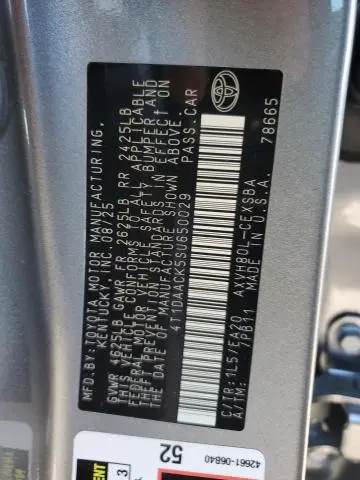 MFD.BY:TOYOTA MOTOR MANUFACTURING,
KENTUCKY, INC. 08/25
GVWR 4625LB GAWR FR 2625LB RR 2425LB
THIS VEHICLE CONFORMS TO ALL APPLICABLE
FEDERAL MOTOR VEHICLE SAFETY, BUMPER, AND
THEFT PREVENTION STANDARDS IN EFFECT ON
THE DATE OF MANUFACTURE SHOWN ABOVE.
4T1DAACK5SU650029 PASS.CAR
C/TR: 1L5/EA20 AXVH90L-CEXSBA
A/TM: -/PB11 MADE IN U.S.A.
78665
42661-06840
52